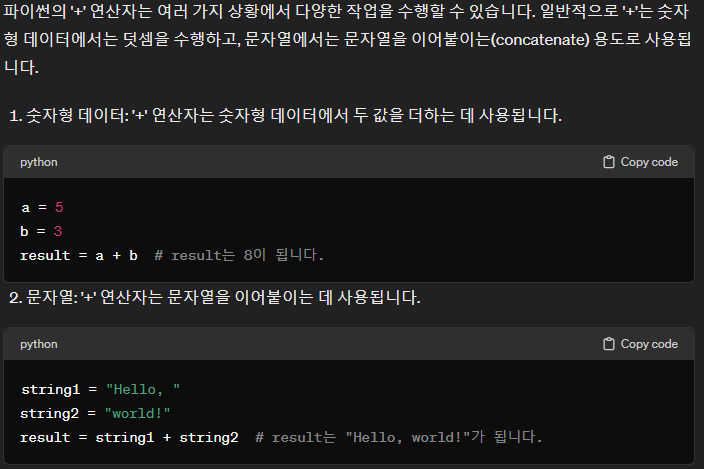 파이썬의 '+' 연산자는 여러 가지 상황에서 다양한 작업을 수행할 수 있습니다. 일반적으로 '+'는 숫자
형 데이터에서는 덧셈을 수행하고, 문자열에서는 문자열을 이어붙이는(concatenate) 용도로 사용됩
니다.
1. 숫자형 데이터: '+' 연산자는 숫자형 데이터에서 두 값을 더하는 데 사용됩니다.
python Copy code
a = 5
b = 3
result = a + b  # result는 8이 됩니다.
2. 문자열: '+' 연산자는 문자열을 이어붙이는 데 사용됩니다.
python Copy code
string1 = "Hello, "
string2 = "world!"
result = string1 + string2  # result는 "Hello, world!"가 됩니다.